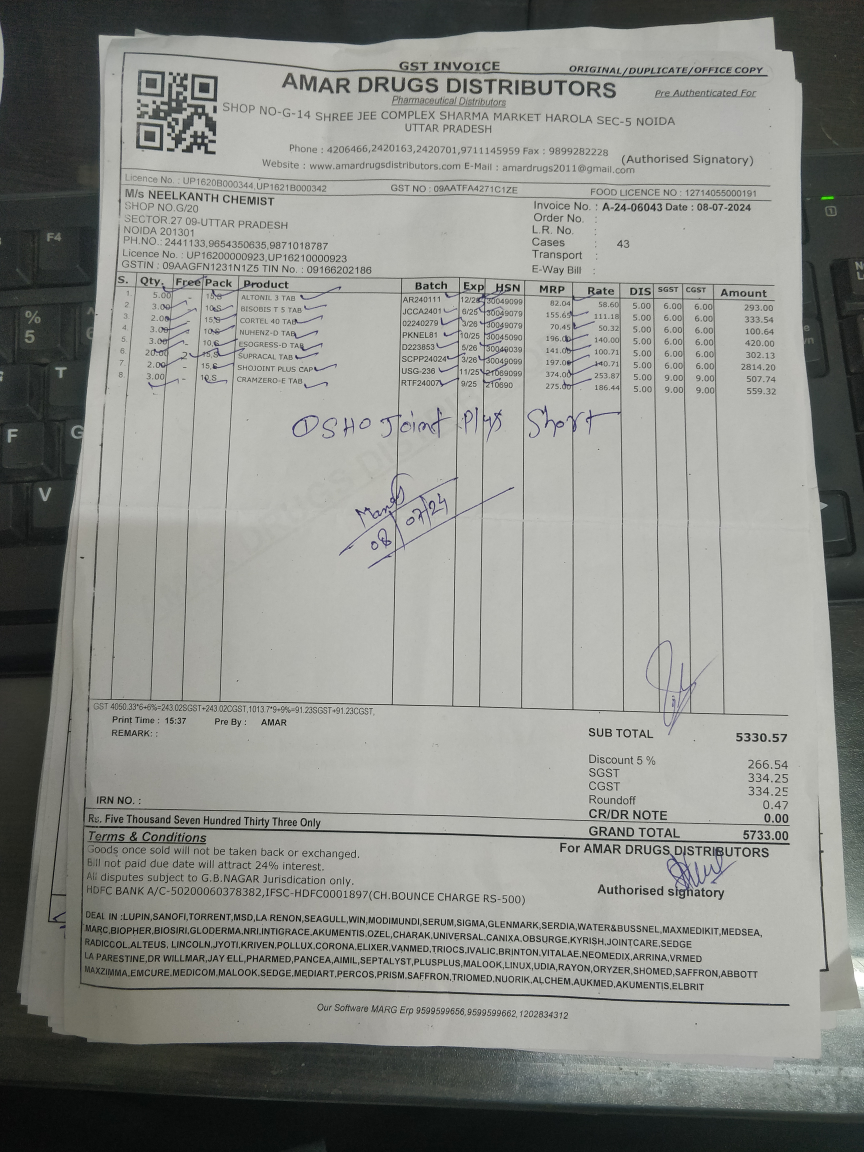 GST INVOICE
ORIGINAL/DUPLICATE/OFFICE COPY
AMAR DRUGS DISTRIBUTORS
Pre Authenticated For
Pharmaceutical Distributors
SHOP NO-G-14 SHREE JEE COMPLEX SHARMA MARKET HAROLA SEC-5 NOIDA
UTTAR PRADESH
Phone : 4206466,2420163,2420701,9711145959 Fax : 9899282228
(Authorised Signatory)
Website : www.amardrugsdistributors.com E-Mail : amardrugs2011@gmail.com
Licence No. : UP1620B000344,UP1621B000342 GST NO : 09AATFA4271C1ZE FOOD LICENCE NO : 12714055000191
M/s NEELKANTH CHEMIST
SHOP NO.G/20
SECTOR.27 09-UTTAR PRADESH
NOIDA 201301
PH.NO.: 2441133,9654350635,9871018787
Licence No. : UP16200000923,UP16210000923
GSTIN : 09AAGFN1231N1Z5 TIN No. : 09166202186
Invoice No. : A-24-06043 Date : 08-07-2024
Order No. :
L.R. No. :
Cases : 43
Transport :
E-Way Bill :
S. Qty. Free Pack Product Batch Exp HSN MRP Rate DIS SGST CGST Amount
1. 5.00 - 15,S ALTONIL 3 TAB AR240111 12/25 30049099 82.04 58.60 5.00 6.00 6.00 293.00
2. 3.00 - 10,S BISOBIS T 5 TAB JCCA2401 6/25 30049079 155.65 111.18 5.00 6.00 6.00 333.54
3. 2.00 - 15,S CORTEL 40 TAB 02240279 3/26 30049079 70.45 50.32 5.00 6.00 6.00 100.64
4. 3.00 - 10,S NUHENZ-D TAB PKNEL81 10/25 30045090 196.00 140.00 5.00 6.00 6.00 420.00
5. 3.00 - 10,S ESOGRESS-D TAB D223853 5/26 30049039 141.00 100.71 5.00 6.00 6.00 302.13
6. 20.00 2 15,S SUPRACAL TAB SCPP24024 3/26 30049099 197.00 140.71 5.00 6.00 6.00 2814.20
7. 2.00 - 15,S SHOJOINT PLUS CAP USG-236 11/25 21069099 374.00 253.87 5.00 9.00 9.00 507.74
8. 3.00 - 10,S CRAMZERO-E TAB RTF24007 9/25 210690 275.00 186.44 5.00 9.00 9.00 559.32
① SHO Joint Plus Short
08/07/24
GST 4050.33*6+6%=243.02SGST+243.02CGST,1013.7*9+9%=91.23SGST+91.23CGST,
Print Time : 15:37 Pre By : AMAR
REMARK: :
SUB TOTAL 5330.57
Discount 5 % 266.54
SGST 334.25
CGST 334.25
Roundoff 0.47
IRN NO. :
CR/DR NOTE 0.00
Rs. Five Thousand Seven Hundred Thirty Three Only
GRAND TOTAL 5733.00
Terms & Conditions
Goods once sold will not be taken back or exchanged.
Bill not paid due date will attract 24% interest.
All disputes subject to G.B.NAGAR Jurisdication only.
HDFC BANK A/C-50200060378382,IFSC-HDFC0001897(CH.BOUNCE CHARGE RS-500)
For AMAR DRUGS DISTRIBUTORS
Authorised signatory
DEAL IN :LUPIN,SANOFI,TORRENT,MSD,LA RENON,SEAGULL,WIN,MODIMUNDI,SERUM,SIGMA,GLENMARK,SERDIA,WATER&BUSSNEL,MAXMEDIKIT,MEDSEA,
MARC,BIOPHER,BIOSIRI,GLODERMA,NRI,INTIGRACE,AKUMENTIS,OZEL,CHARAK,UNIVERSAL,CANIXA,OBSURGE,KYRISH,JOINTCARE,SEDGE
RADICCOL,ALTEUS, LINCOLN,JYOTI,KRIVEN,POLLUX,CORONA,ELIXER,VANMED,TRIOCS,IVALIC,BRINTON,VITALAE,NEOMEDIX,ARRINA,VRMED
LA PARESTINE,DR WILLMAR,JAY ELL,PHARMED,PANCEA,AIMIL,SEPTALYST,PLUSPLUS,MALOOK,LINUX,UDIA,RAYON,ORYZER,SHOMED,SAFFRON,ABBOTT
MAXZIMMA,EMCURE,MEDICOM,MALOOK,SEDGE,MEDIART,PERCOS,PRISM,SAFFRON,TRIOMED,NUORIK,ALCHEM,AUKMED,AKUMENTIS,ELBRIT
Our Software MARG Erp 9599599656,9599599662,1202834312
F4
%
5
T
F
G
V